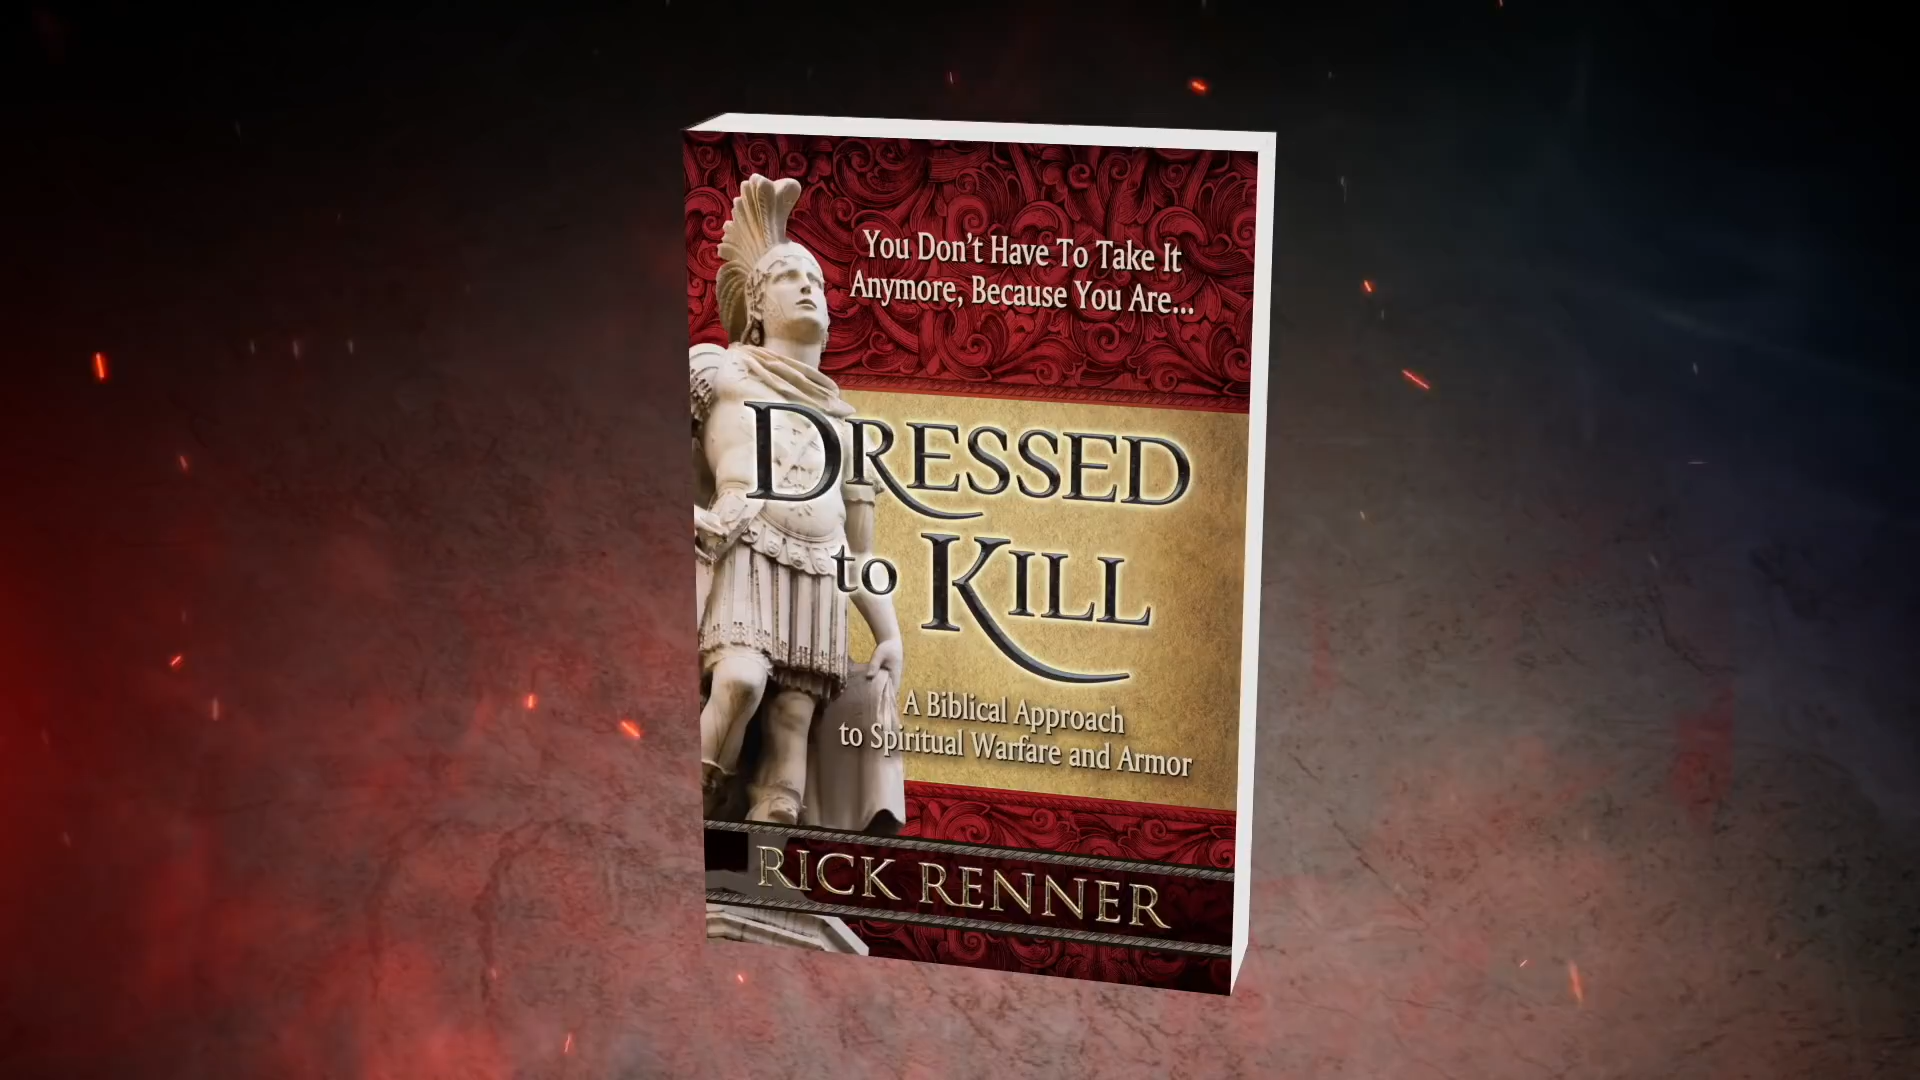 You Don't Have To Take It
Anymore, Because You Are...
DRESSED
to KILL
A Biblical Approach
to Spiritual Warfare and Armor
RICK RENNER